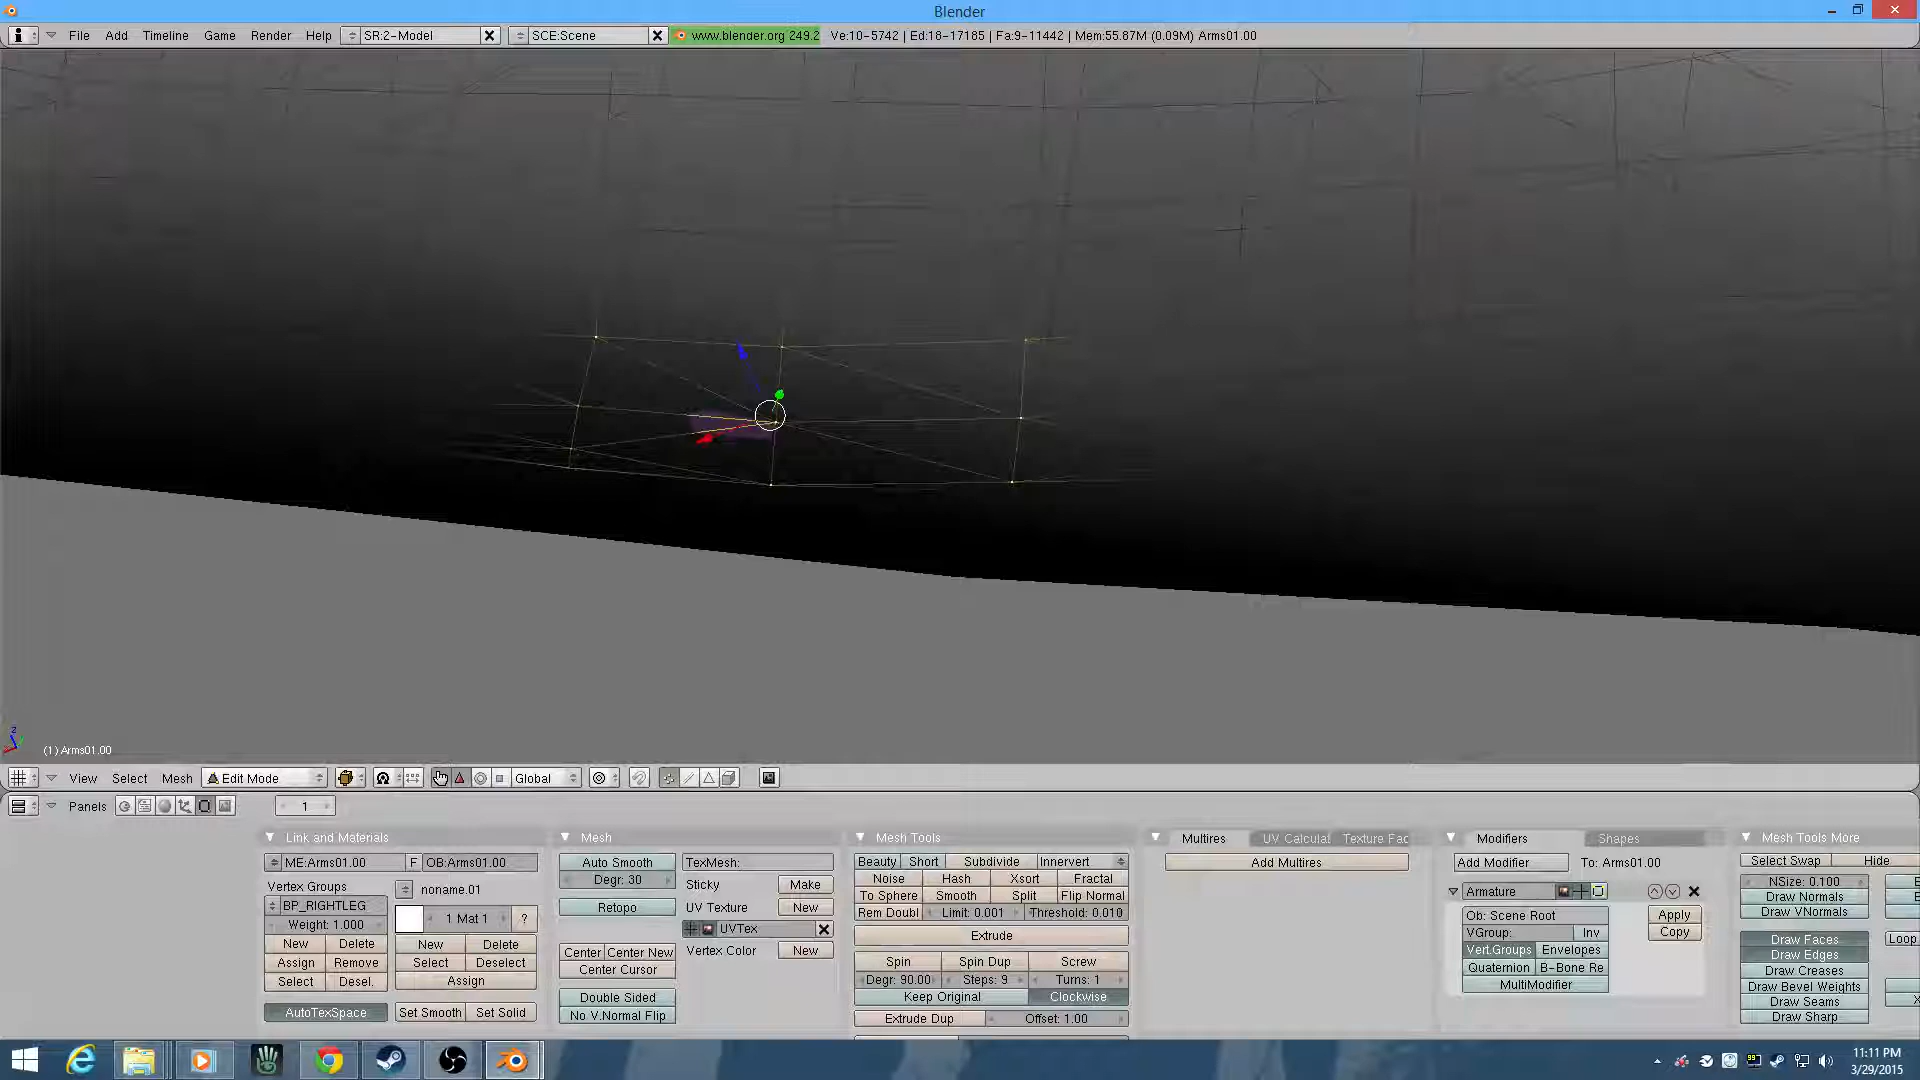 Blender
File Add Timeline Game Render Help SR:2-Model SCE:Scene www.blender.org 249.2 Ve:10-5742 | Ed:18-17185 | Fa:9-11442 | Mem:55.87M (0.09M) Arms01.00
z
(1) Arms01.00
View Select Mesh Edit Mode Global
Panels 1
Link and Materials Mesh Mesh Tools Multires UV Calculat Texture Fac Modifiers Shapes Mesh Tools More
ME:Arms01.00 F OB:Arms01.00 Auto Smooth TexMesh: Beauty Short Subdivide Innervert Add Multires Add Modifier To: Arms01.00 Select Swap Hide
Vertex Groups noname.01 Degr: 30 Sticky Make Noise Hash Xsort Fractal Armature NSize: 0.100
BP_RIGHTLEG Retopo UV Texture New To Sphere Smooth Split Flip Normal Ob: Scene Root Apply Draw Normals
Weight: 1.000 1 Mat 1 ? UVTex Rem Doubl Limit: 0.001 Threshold: 0.010 VGroup: Inv Copy Draw VNormals
New Delete New Delete Center Center New Vertex Color New Extrude Vert.Groups Envelopes Draw Faces Loop
Assign Remove Select Deselect Center Cursor Spin Spin Dup Screw Quaternion B-Bone Re Draw Edges
Select Desel. Assign Degr: 90.00 Steps: 9 Turns: 1 MultiModifier Draw Creases
Double Sided Keep Original Clockwise Draw Bevel Weights
AutoTexSpace Set Smooth Set Solid No V.Normal Flip Extrude Dup Offset: 1.00 Draw Seams
Draw Sharp
99
11:11 PM
3/29/2015